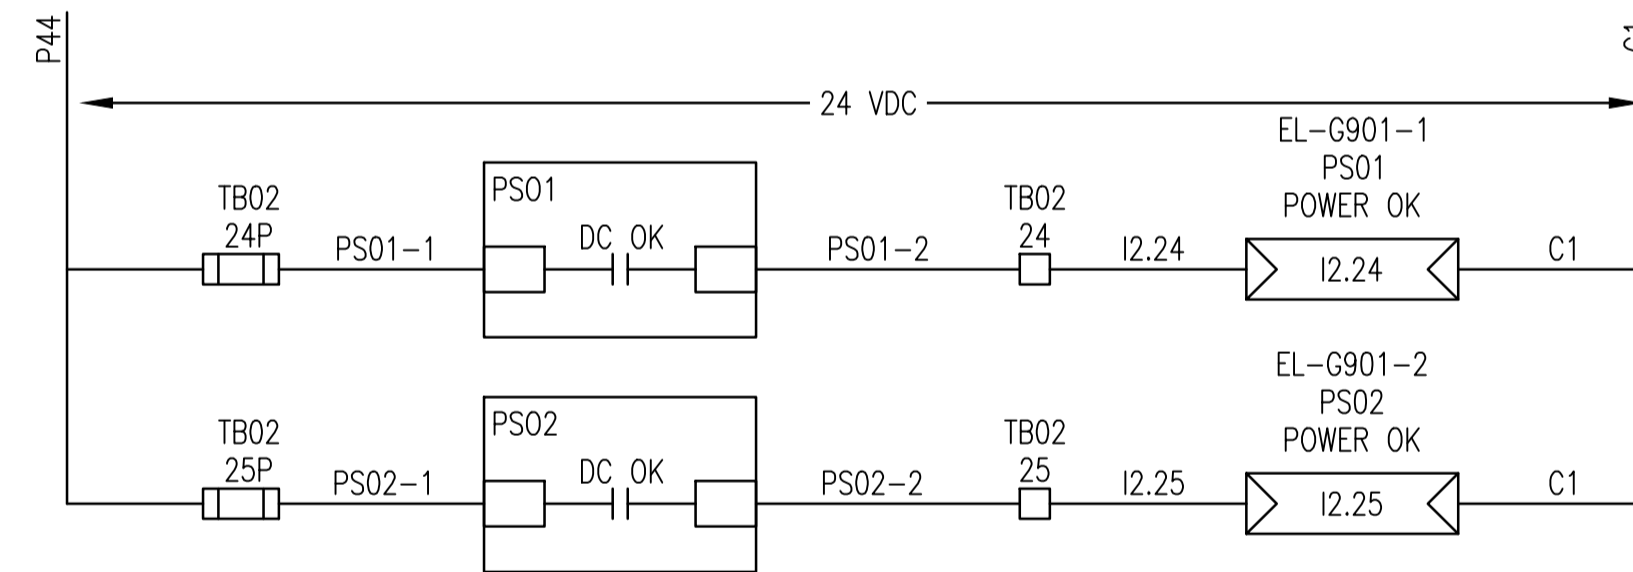 P44
C1
24 VDC
EL-G901-1
PS01
POWER OK
TB02
24P
PS01-1
PS01
DC OK
PS01-2
TB02
24
I2.24
I2.24
C1
EL-G901-2
PS02
POWER OK
TB02
25P
PS02-1
PS02
DC OK
PS02-2
TB02
25
I2.25
I2.25
C1